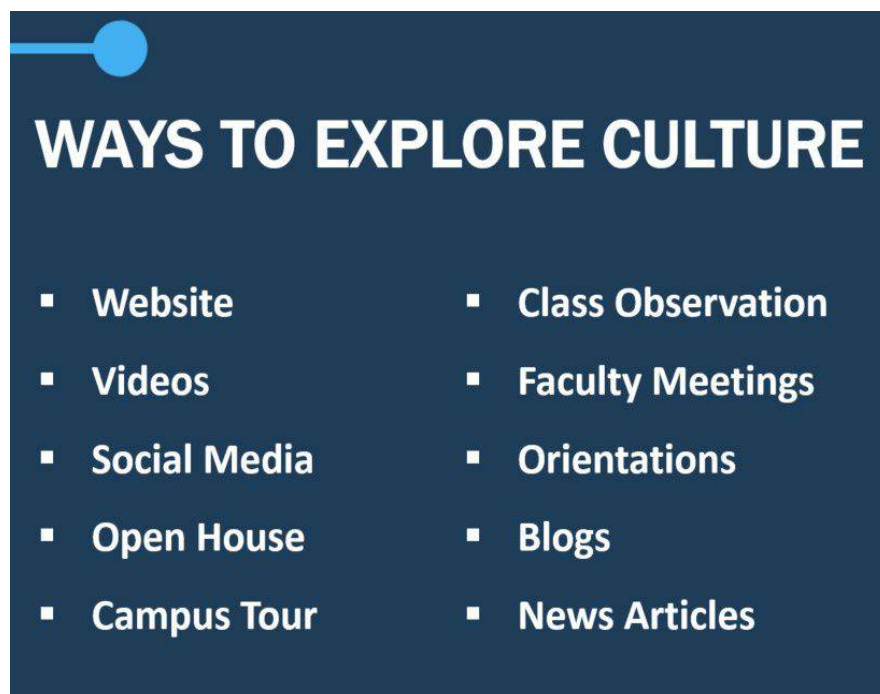 WAYS TO EXPLORE CULTURE
▪ Website
▪ Videos
▪ Social Media
▪ Open House
▪ Campus Tour
▪ Class Observation
▪ Faculty Meetings
▪ Orientations
▪ Blogs
▪ News Articles